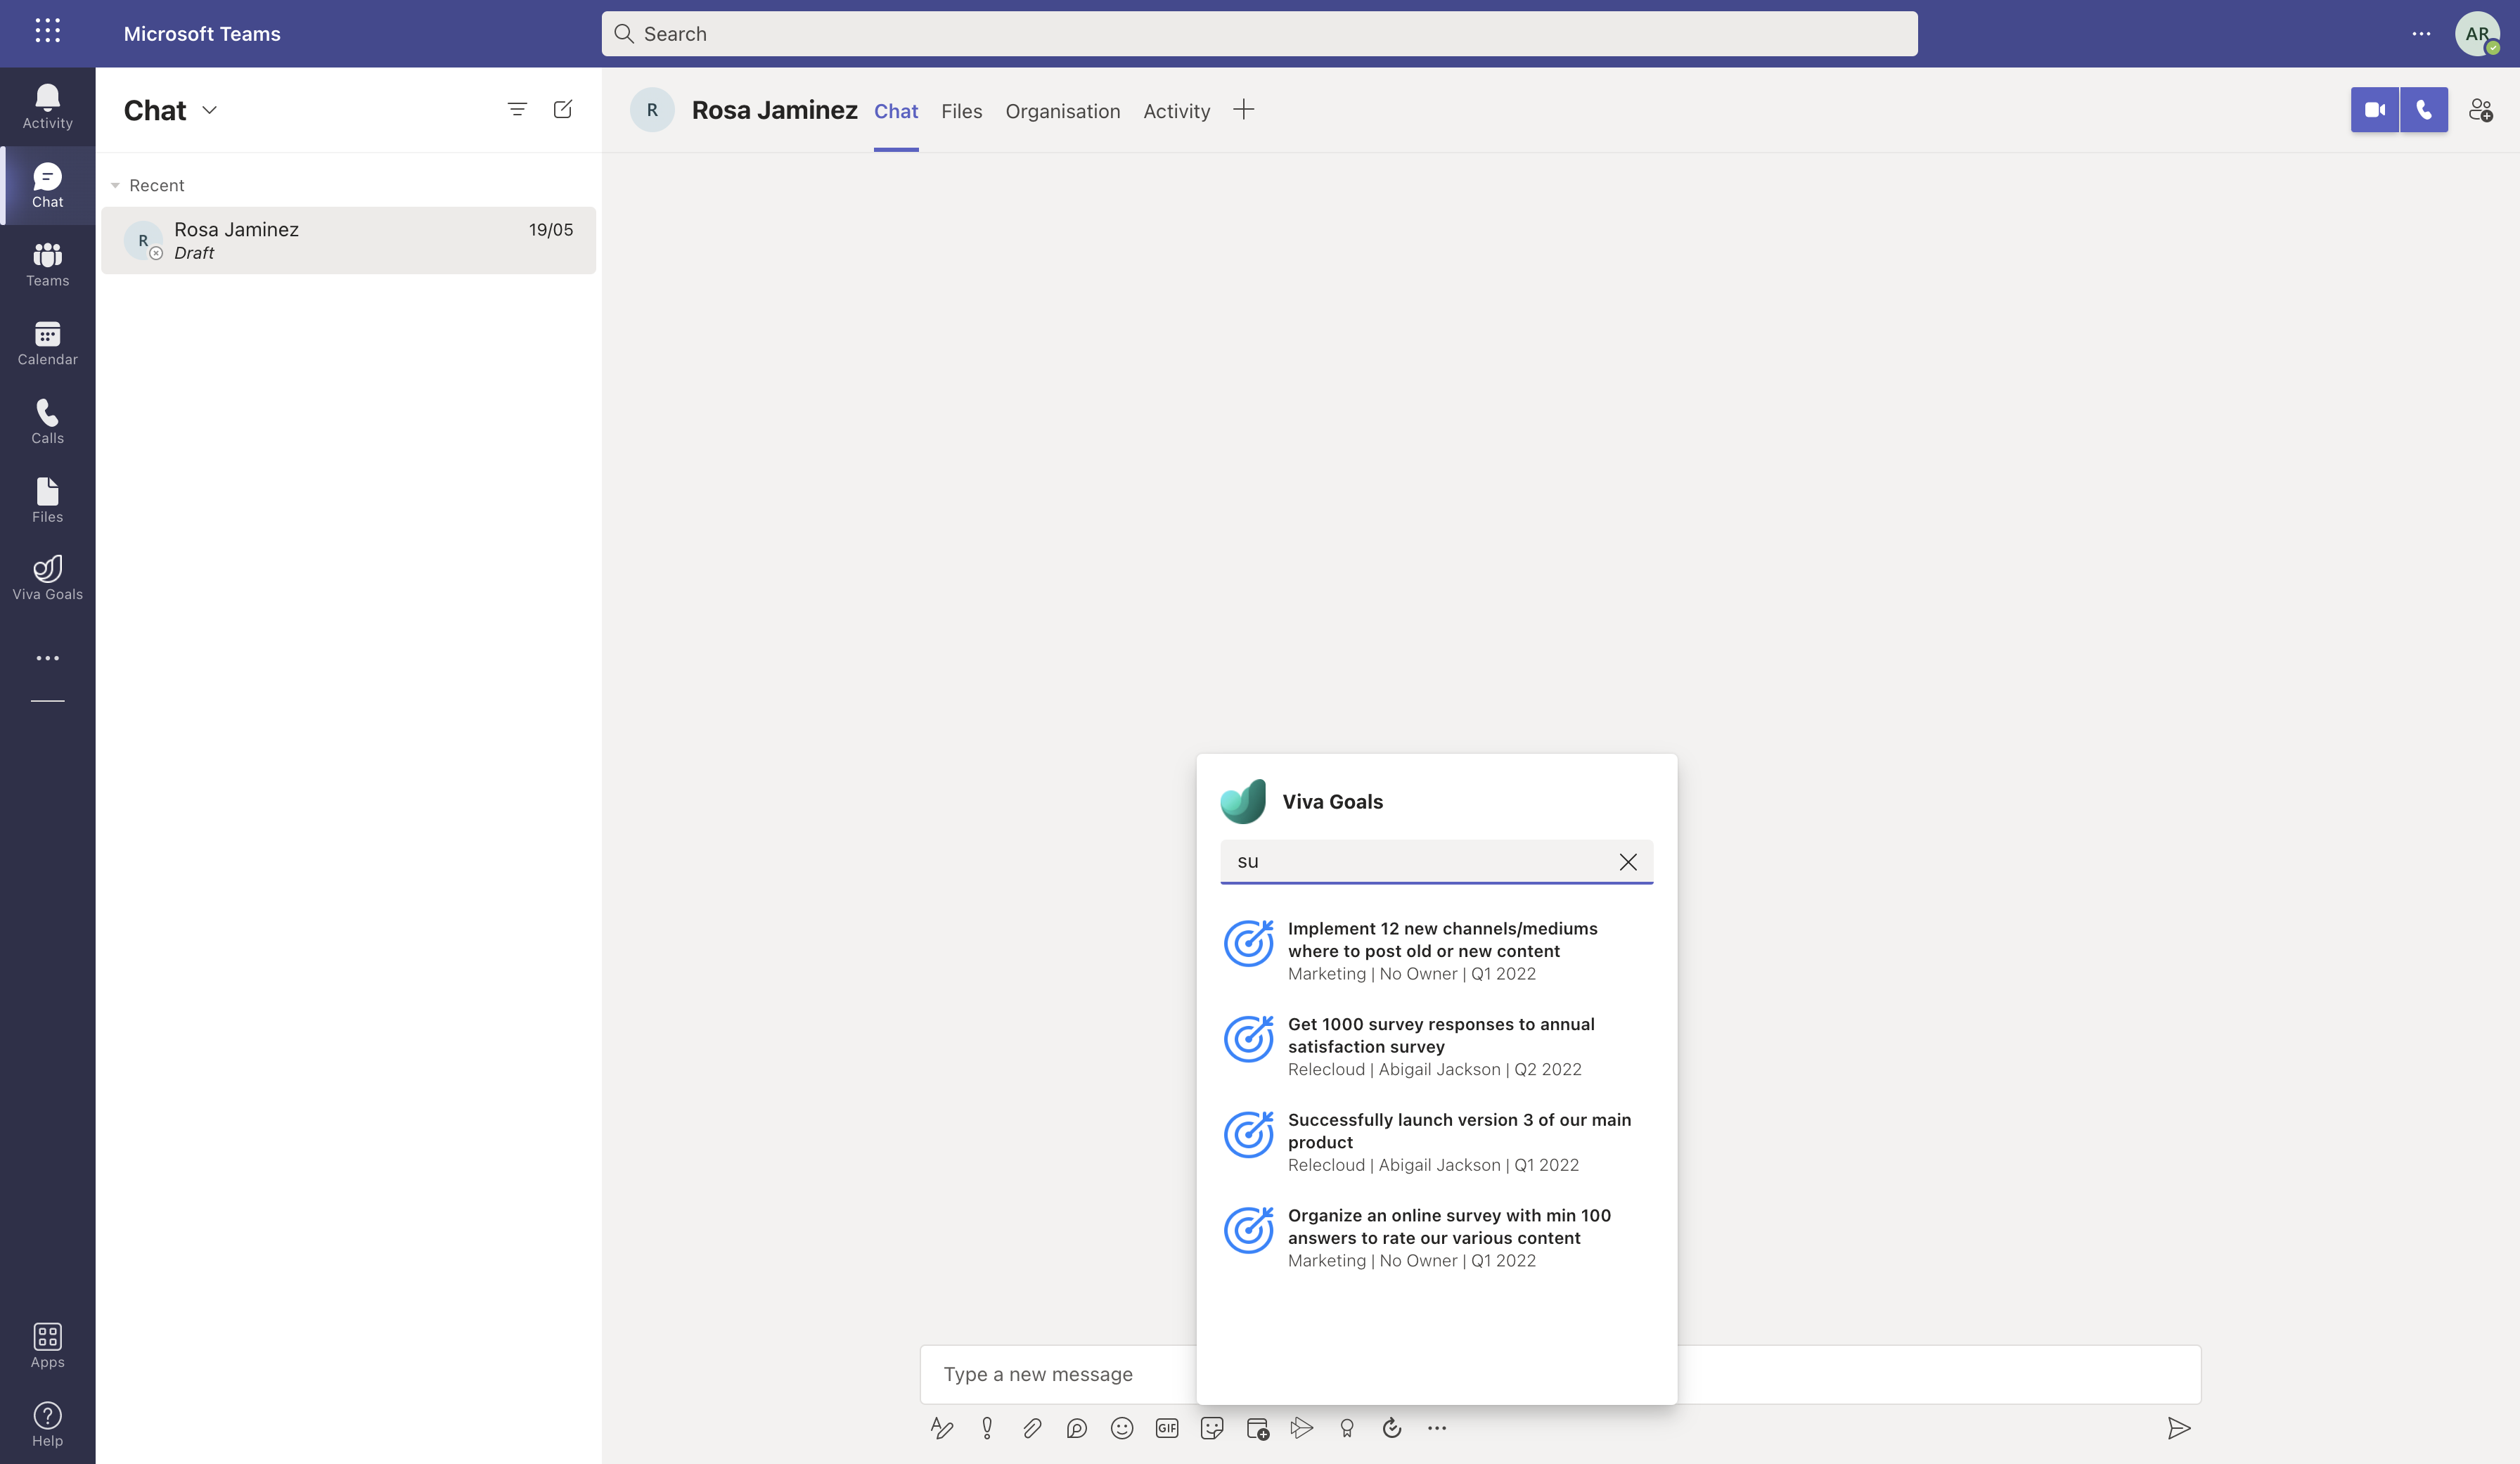 Microsoft Teams
Search
AR
Activity
Chat
Teams
Calendar
Calls
Files
Viva Goals
Apps
Help
Chat
Recent
R
Rosa Jaminez
19/05
Draft
R
Rosa Jaminez
Chat
Files
Organisation
Activity
Viva Goals
su
Implement 12 new channels/mediums
where to post old or new content
Marketing | No Owner | Q1 2022
Get 1000 survey responses to annual
satisfaction survey
Relecloud | Abigail Jackson | Q2 2022
Successfully launch version 3 of our main
product
Relecloud | Abigail Jackson | Q1 2022
Organize an online survey with min 100
answers to rate our various content
Marketing | No Owner | Q1 2022
Type a new message
GIF